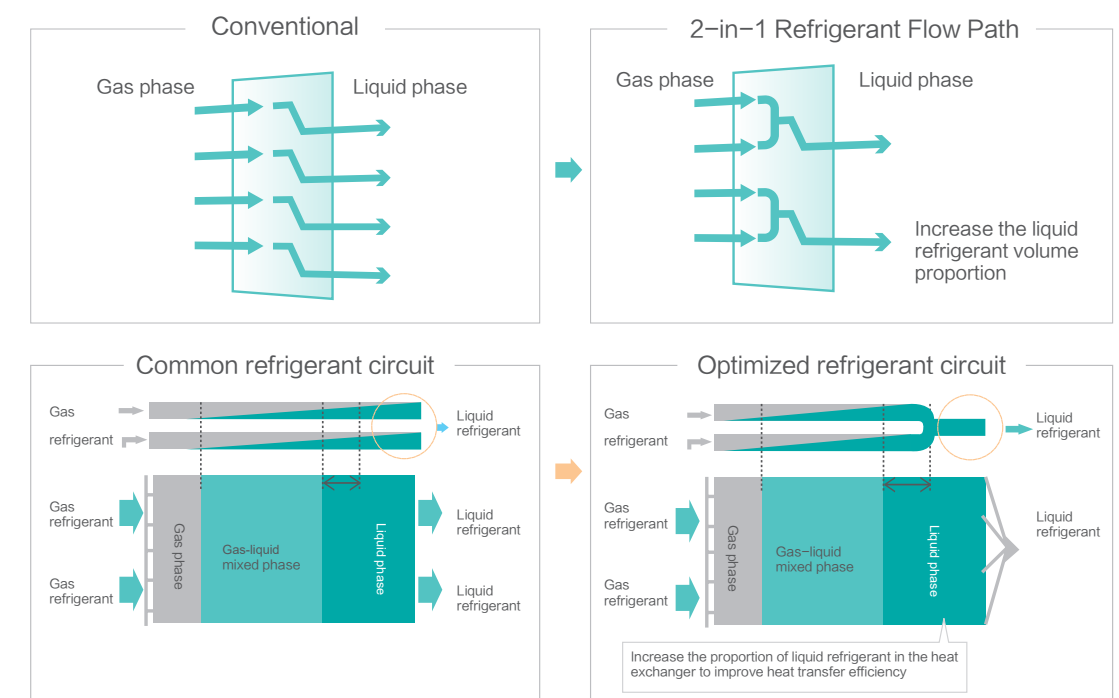 Conventional
Gas phase
Liquid phase
2-in-1 Refrigerant Flow Path
Gas phase
Liquid phase
Increase the liquid
refrigerant volume
proportion
Common refrigerant circuit
Gas
refrigerant
Liquid
refrigerant
Gas
refrigerant
Gas
refrigerant
Gas phase
Gas-liquid
mixed phase
Liquid phase
Liquid
refrigerant
Liquid
refrigerant
Optimized refrigerant circuit
Gas
refrigerant
Liquid
refrigerant
Gas
refrigerant
Gas
refrigerant
Gas phase
Gas-liquid
mixed phase
Liquid phase
Liquid
refrigerant
Increase the proportion of liquid refrigerant in the heat
exchanger to improve heat transfer efficiency